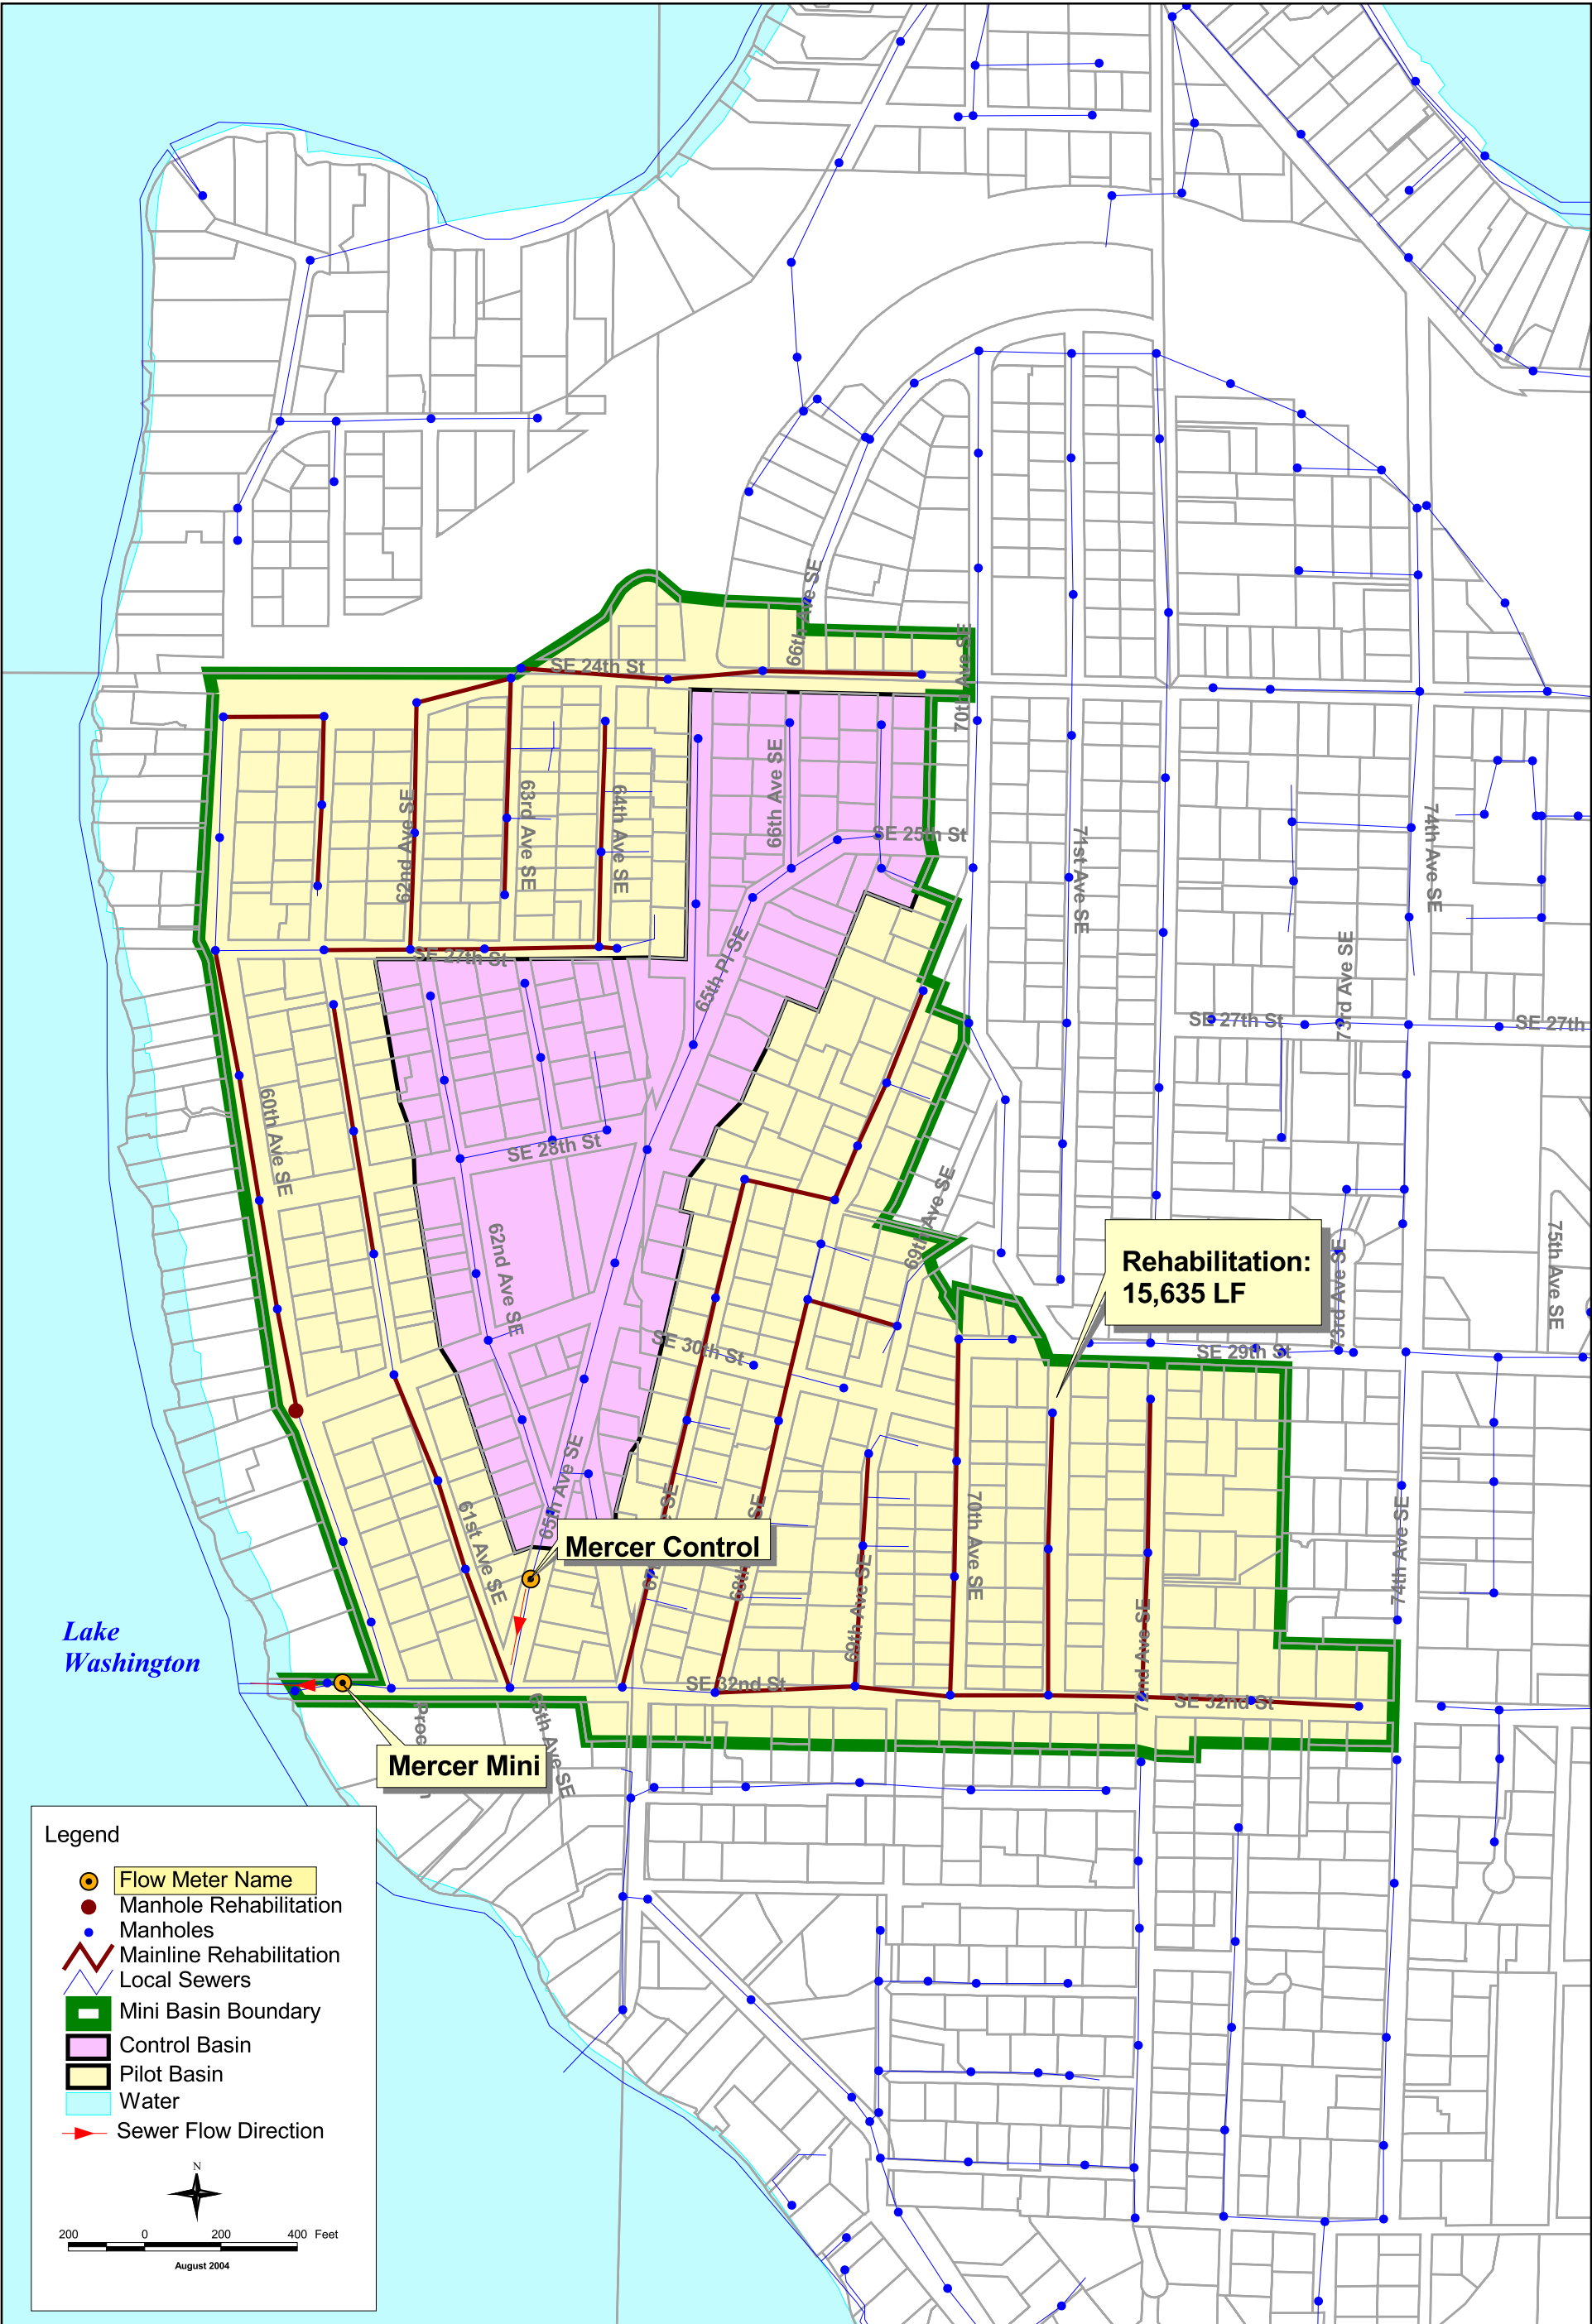 66th Ave SE
SE 24th St
70th Ave SE
62nd Ave SE
63rd Ave SE
64th Ave SE
66th Ave SE
SE 25th St
71st Ave SE
74th Ave SE
SE 27th St
65th Pl SE
SE 27th St
73rd Ave SE
SE 27th
60th Ave SE
SE 28th St
62nd Ave SE
69th Ave SE
Rehabilitation:
15,635 LF
73rd Ave SE
75th Ave SE
SE 29th St
SE 30th St
65th Ave SE
61st Ave SE
Mercer Control
SE
SE
69th Ave SE
70th Ave SE
72nd Ave SE
74th Ave SE
Lake
Washington
SE 32nd St
SE 32nd St
65th Ave SE
Mercer Mini
Legend
Flow Meter Name
Manhole Rehabilitation
Manholes
Mainline Rehabilitation
Local Sewers
Mini Basin Boundary
Control Basin
Pilot Basin
Water
Sewer Flow Direction
N
200 0 200 400 Feet
August 2004